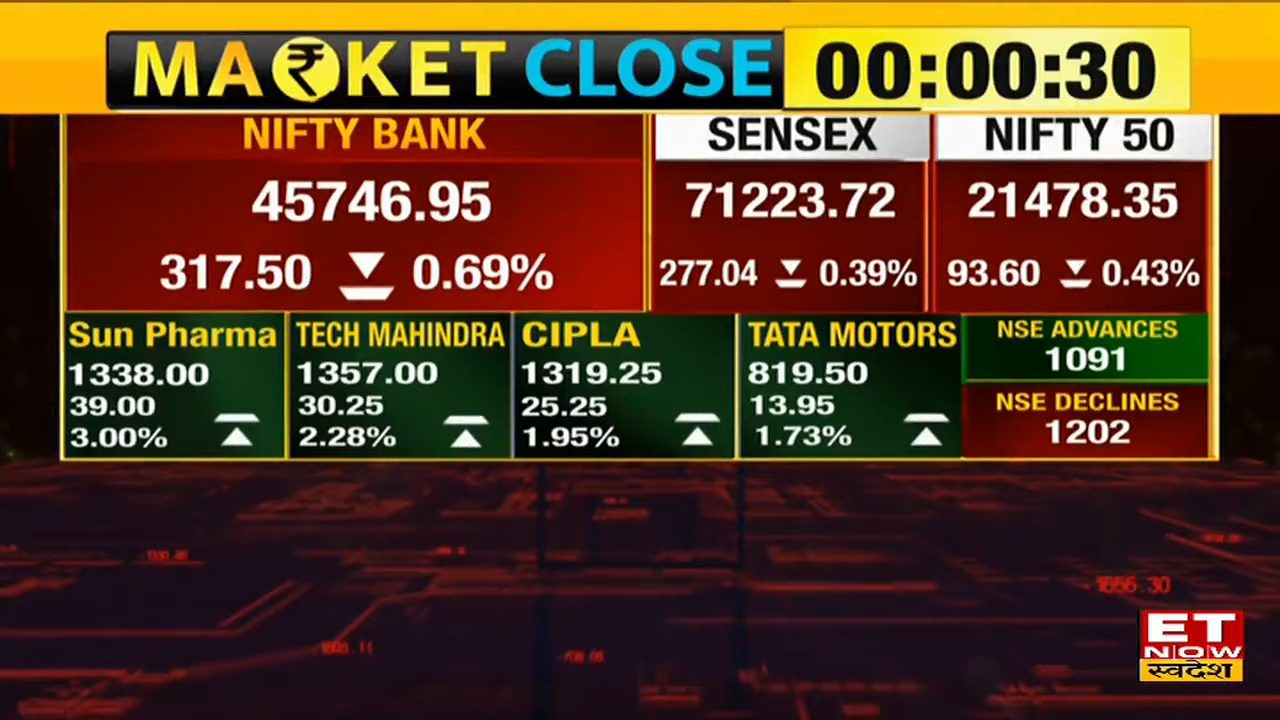 MA₹KET CLOSE 00:00:30
NIFTY BANK
45746.95
317.50 0.69%
SENSEX
71223.72
277.04 0.39%
NIFTY 50
21478.35
93.60 0.43%
Sun Pharma
1338.00
39.00
3.00%
TECH MAHINDRA
1357.00
30.25
2.28%
CIPLA
1319.25
25.25
1.95%
TATA MOTORS
819.50
13.95
1.73%
NSE ADVANCES
1091
NSE DECLINES
1202
1656.30
ET
NOW
स्वदेश